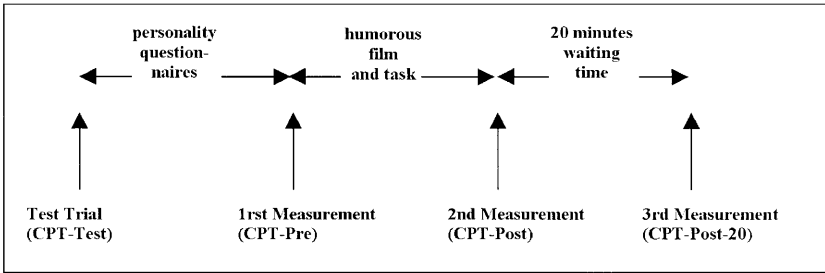 personality
question-
naires
humorous
film
and task
20 minutes
waiting
time
Test Trial
(CPT-Test)
1rst Measurement
(CPT-Pre)
2nd Measurement
(CPT-Post)
3rd Measurement
(CPT-Post-20)